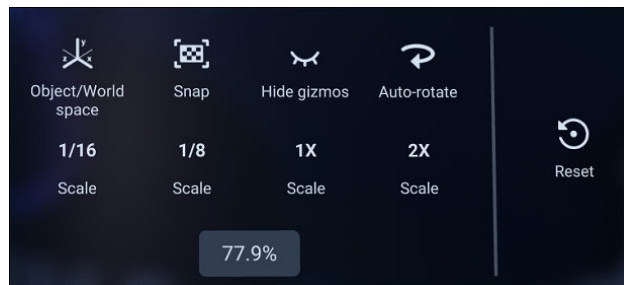 Object/World
space
Snap
Hide gizmos
Auto-rotate
1/16
1/8
1X
2X
Scale
Scale
Scale
Scale
77.9%
Reset